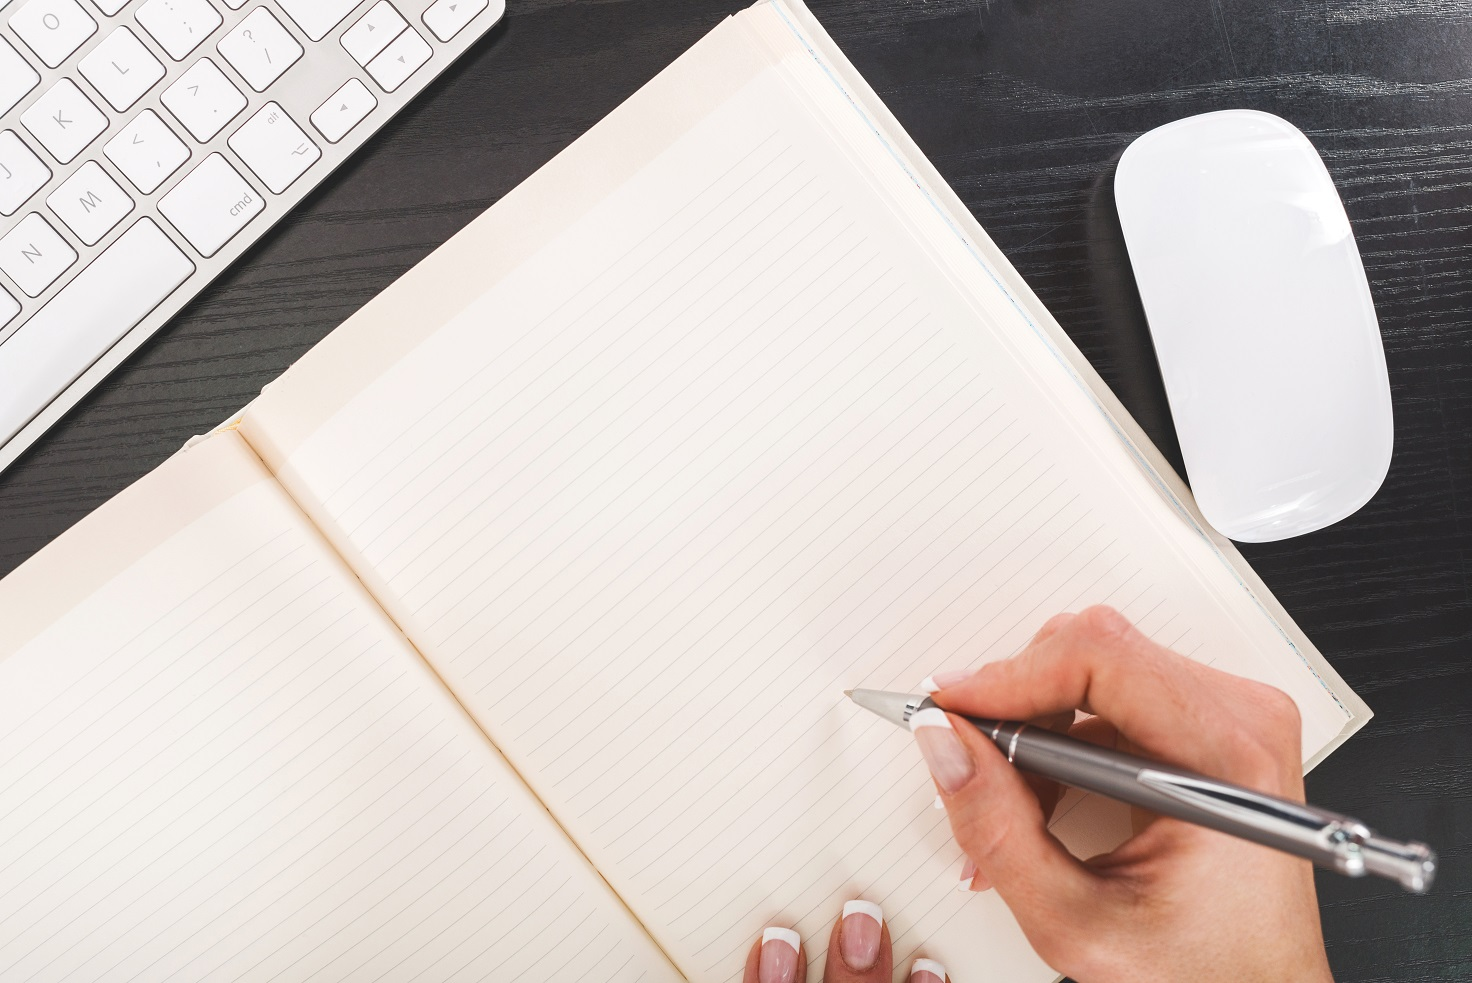 O
: ;
? /
L
> .
alt
K
< ,
cmd
J
M
N